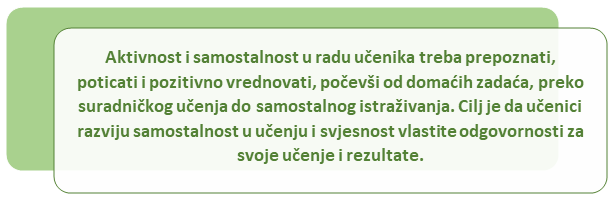 Aktivnost i samostalnost u radu učenika treba prepoznati,
poticati i pozitivno vrednovati, počevši od domaćih zadaća, preko
suradničkog učenja do samostalnog istraživanja. Cilj je da učenici
razviju samostalnost u učenju i svjesnost vlastite odgovornosti za
svoje učenje i rezultate.